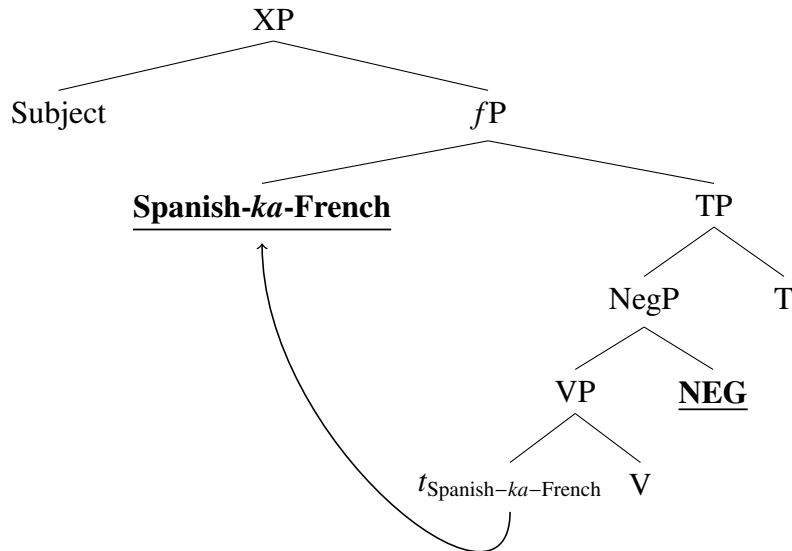 XP
Subject fP
Spanish-ka-French TP
NegP T
VP NEG
tSpanish−ka−French V